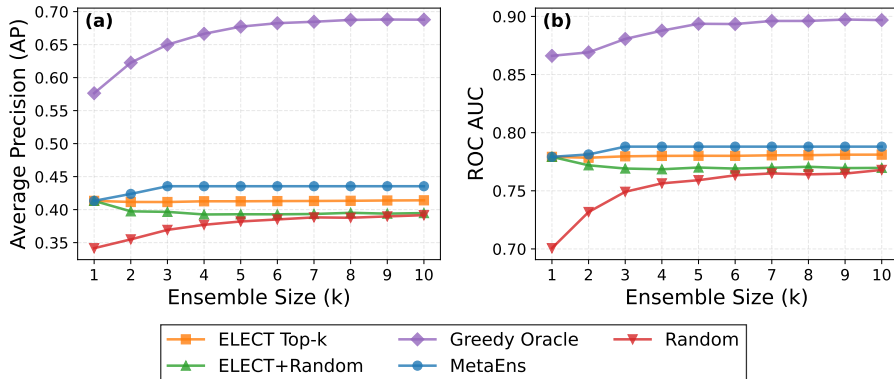 (a)
Average Precision (AP)
0.70
0.65
0.60
0.55
0.50
0.45
0.40
0.35
1 2 3 4 5 6 7 8 9 10
Ensemble Size (k)
(b)
ROC AUC
0.90
0.85
0.80
0.75
0.70
1 2 3 4 5 6 7 8 9 10
Ensemble Size (k)
ELECT Top-k
ELECT+Random
Greedy Oracle
MetaEns
Random